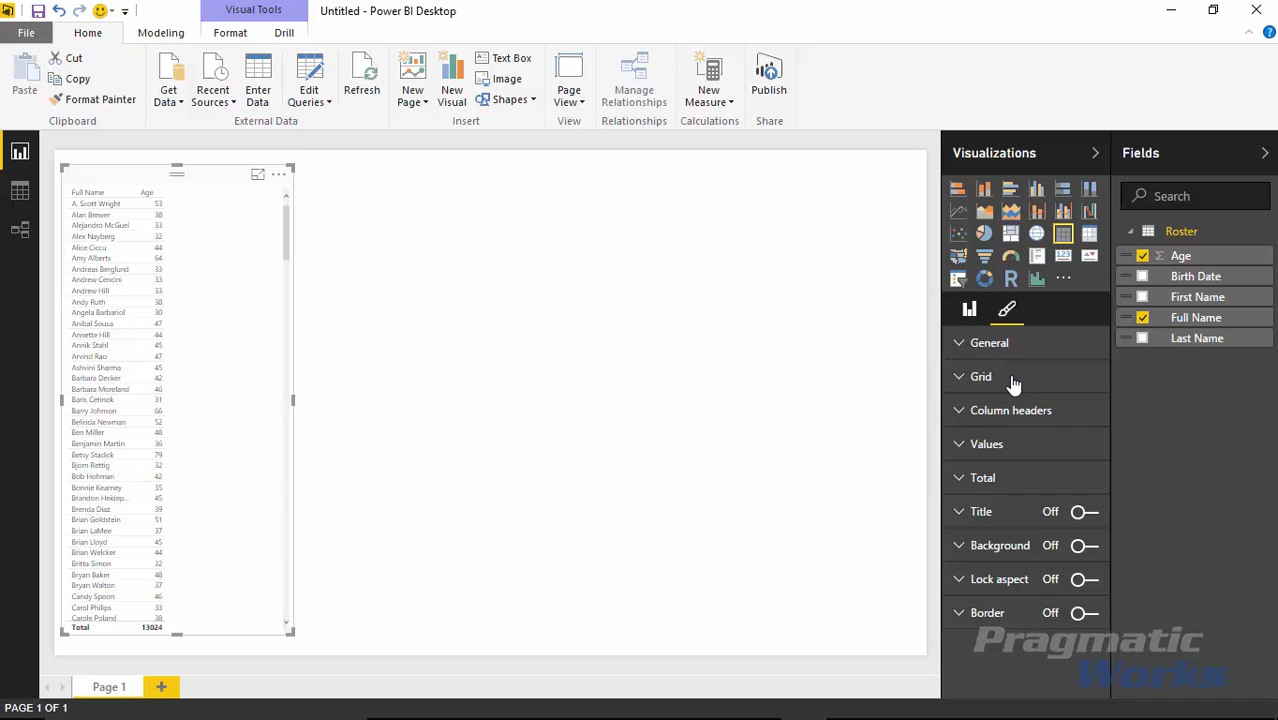 Visual Tools
Untitled - Power BI Desktop
File
Home
Modeling
Format
Drill
Paste
Cut
Copy
Format Painter
Clipboard
Get Data
Recent Sources
Enter Data
Edit Queries
Refresh
External Data
New Page
New Visual
Text Box
Image
Shapes
Insert
Page View
View
Manage Relationships
Relationships
New Measure
Calculations
Publish
Share
Full Name Age
A. Scott Wright 53
Alan Brewer 38
Alejandro McGuel 33
Alex Nayberg 32
Alice Ciccu 44
Amy Alberts 64
Andreas Berglund 33
Andrew Cencini 33
Andrew Hill 33
Andy Ruth 38
Angela Barbariol 30
Anibal Sousa 47
Annette Hill 44
Annik Stahl 45
Arvind Rao 47
Ashvini Sharma 45
Barbara Decker 42
Barbara Moreland 46
Baris Cetinok 31
Barry Johnson 66
Belinda Newman 52
Ben Miller 48
Benjamin Martin 36
Betsy Stadick 79
Bjorn Rettig 32
Bob Hohman 42
Bonnie Kearney 35
Brandon Heidep... 45
Brenda Diaz 39
Brian Goldstein 51
Brian LaMee 37
Brian Lloyd 45
Brian Welcker 44
Britta Simon 32
Bryan Baker 48
Bryan Walton 37
Candy Spoon 46
Carol Philips 33
Carole Poland 38
Total 13024
Visualizations
123
R
General
Grid
Column headers
Values
Total
Title Off
Background Off
Lock aspect Off
Border Off
Fields
Search
Roster
Σ Age
Birth Date
First Name
Full Name
Last Name
Pragmatic
Works
Page 1
PAGE 1 OF 1